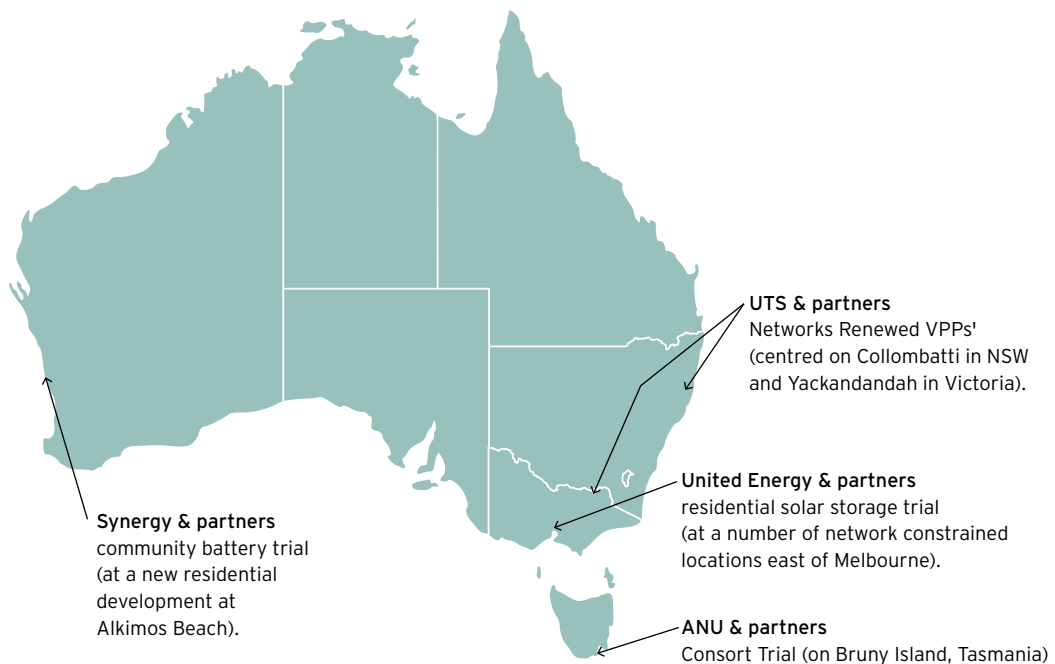 UTS & partners
Networks Renewed VPPs'
(centred on Collombatti in NSW
and Yackandandah in Victoria).
United Energy & partners
residential solar storage trial
(at a number of network constrained
locations east of Melbourne).
Synergy & partners
community battery trial
(at a new residential
development at
Alkimos Beach).
ANU & partners
Consort Trial (on Bruny Island, Tasmania)